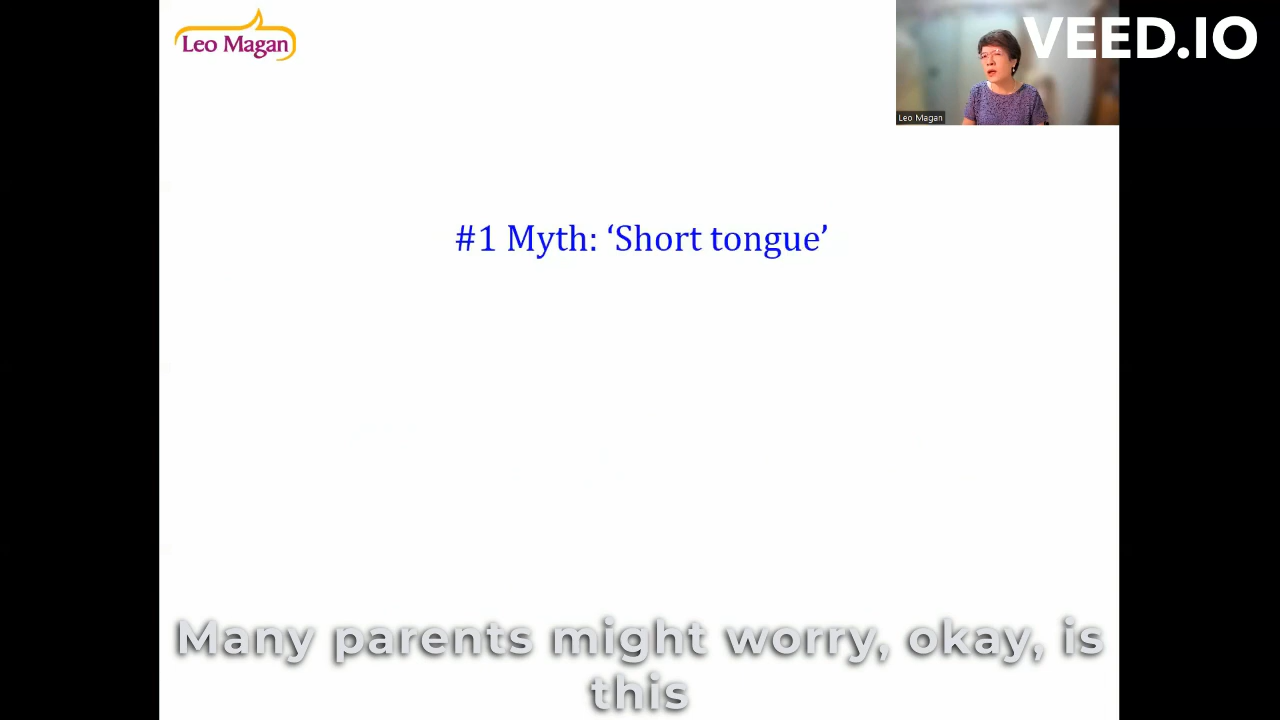 Leo Magan
VEED.IO
Leo Magan
#1 Myth: ‘Short tongue’
Many parents might worry, okay, is
this